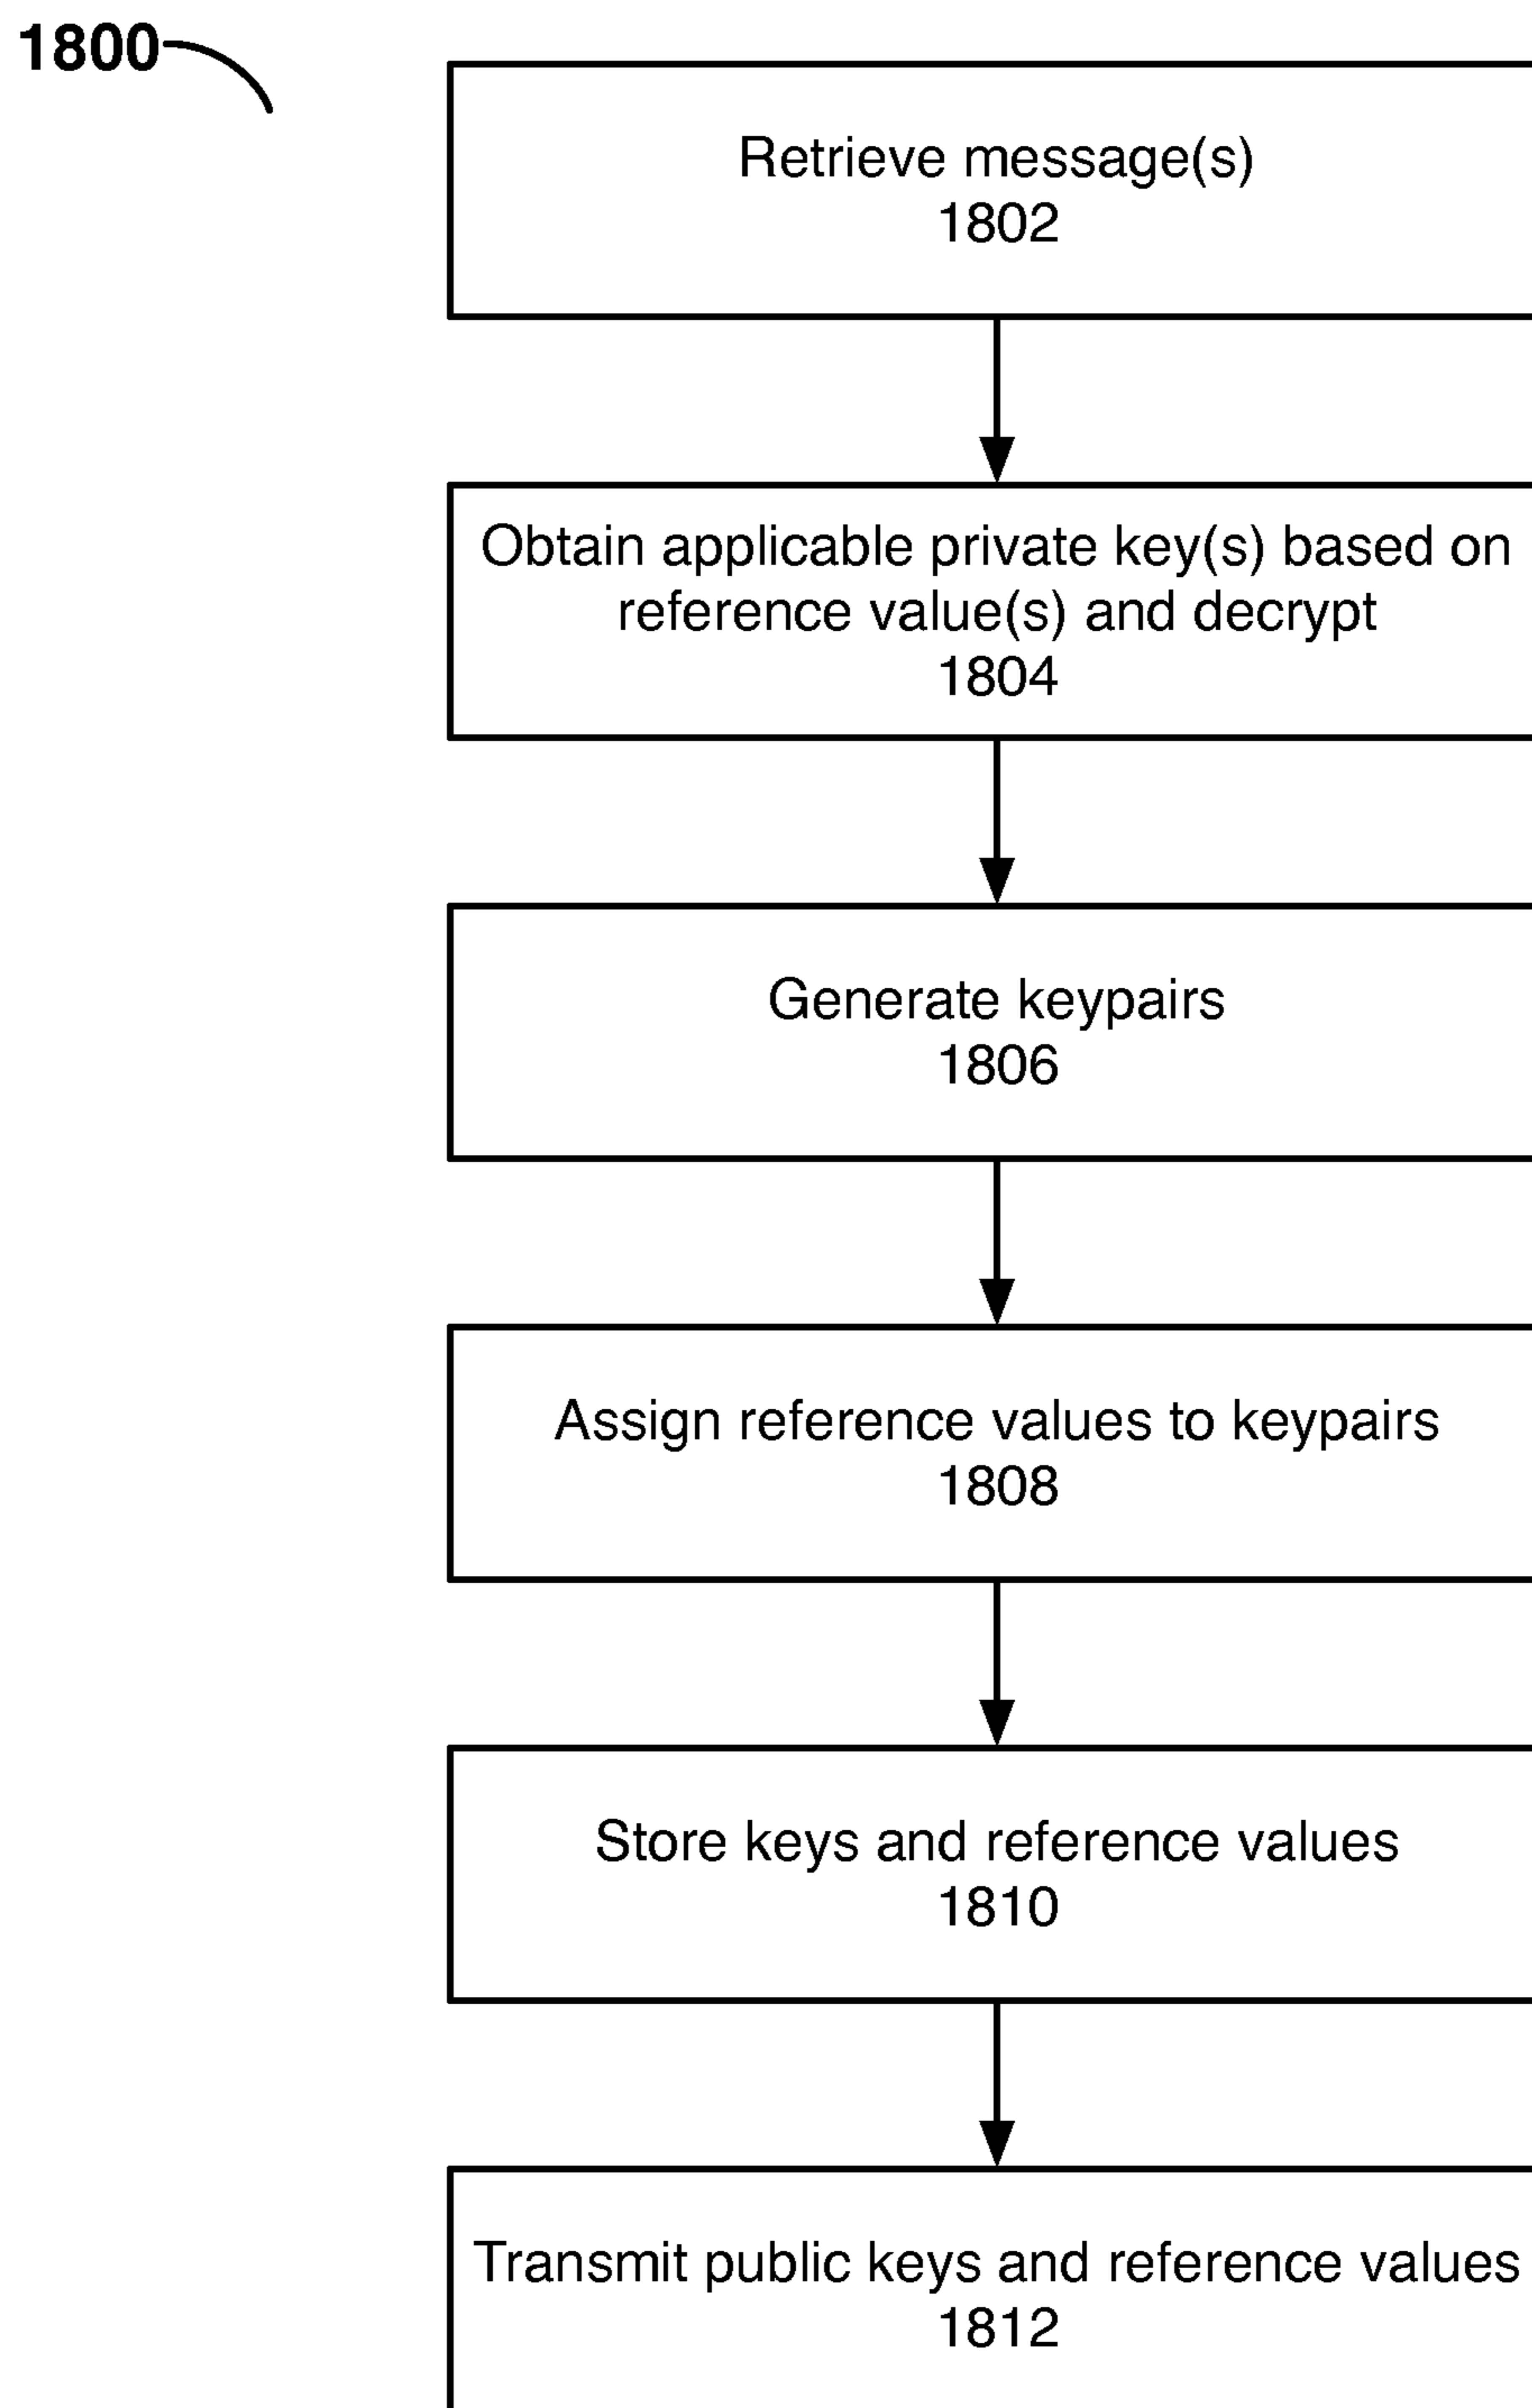 1800
Retrieve message(s)
1802
Obtain applicable private key(s) based on
reference value(s) and decrypt
1804
Generate keypairs
1806
Assign reference values to keypairs
1808
Store keys and reference values
1810
Transmit public keys and reference values
1812